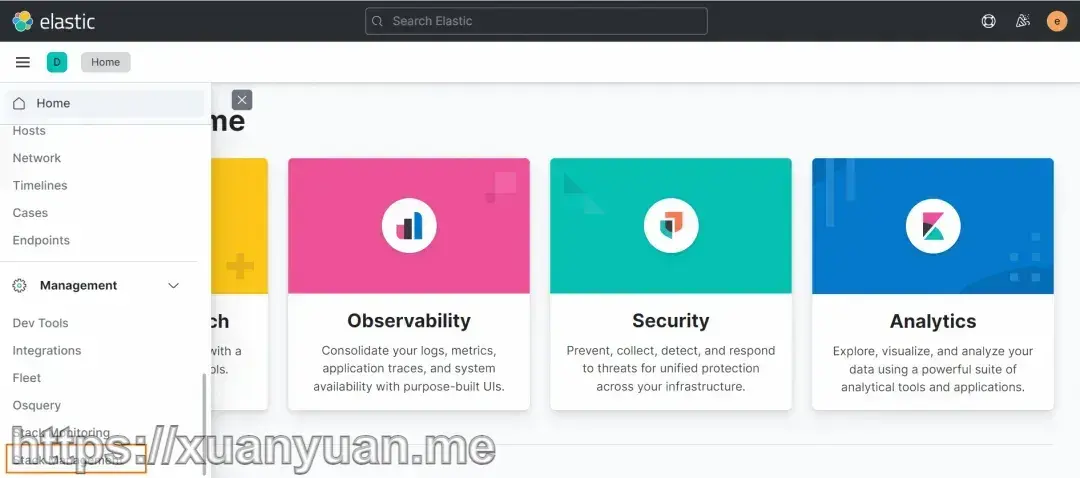 elastic
Search Elastic
e
D
Home
Home
Hosts
Network
Timelines
Cases
Endpoints
Management
Dev Tools
Integrations
Fleet
Osquery
Stack Monitoring
Stack Management
me
ch
with a
ols.
Observability
Consolidate your logs, metrics,
application traces, and system
availability with purpose-built UIs.
Security
Prevent, collect, detect, and respond
to threats for unified protection
across your infrastructure.
Analytics
Explore, visualize, and analyze your
data using a powerful suite of
analytical tools and applications.
https://xuanyuan.me